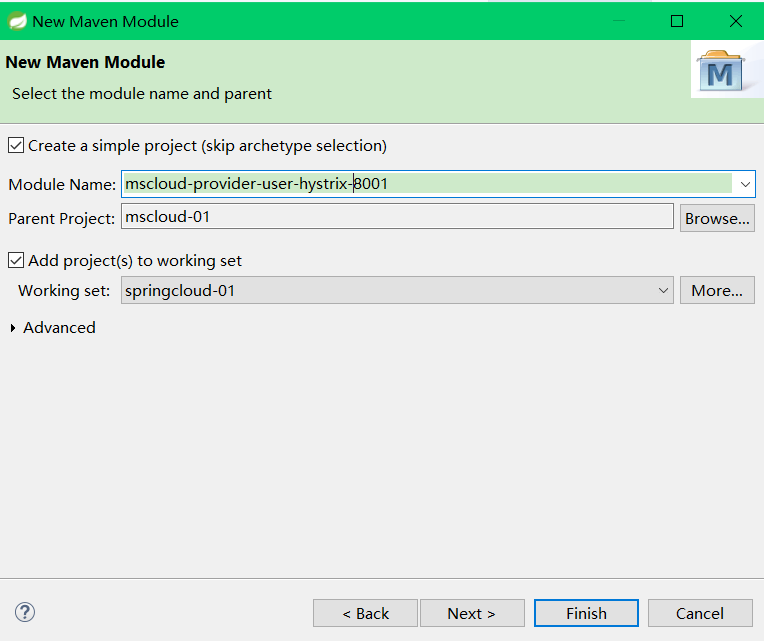 New Maven Module
New Maven Module
Select the module name and parent
M
Create a simple project (skip archetype selection)
Module Name: mscloud-provider-user-hystrix-8001
Parent Project: mscloud-01 Browse...
Add project(s) to working set
Working set: springcloud-01 More...
Advanced
? < Back Next > Finish Cancel